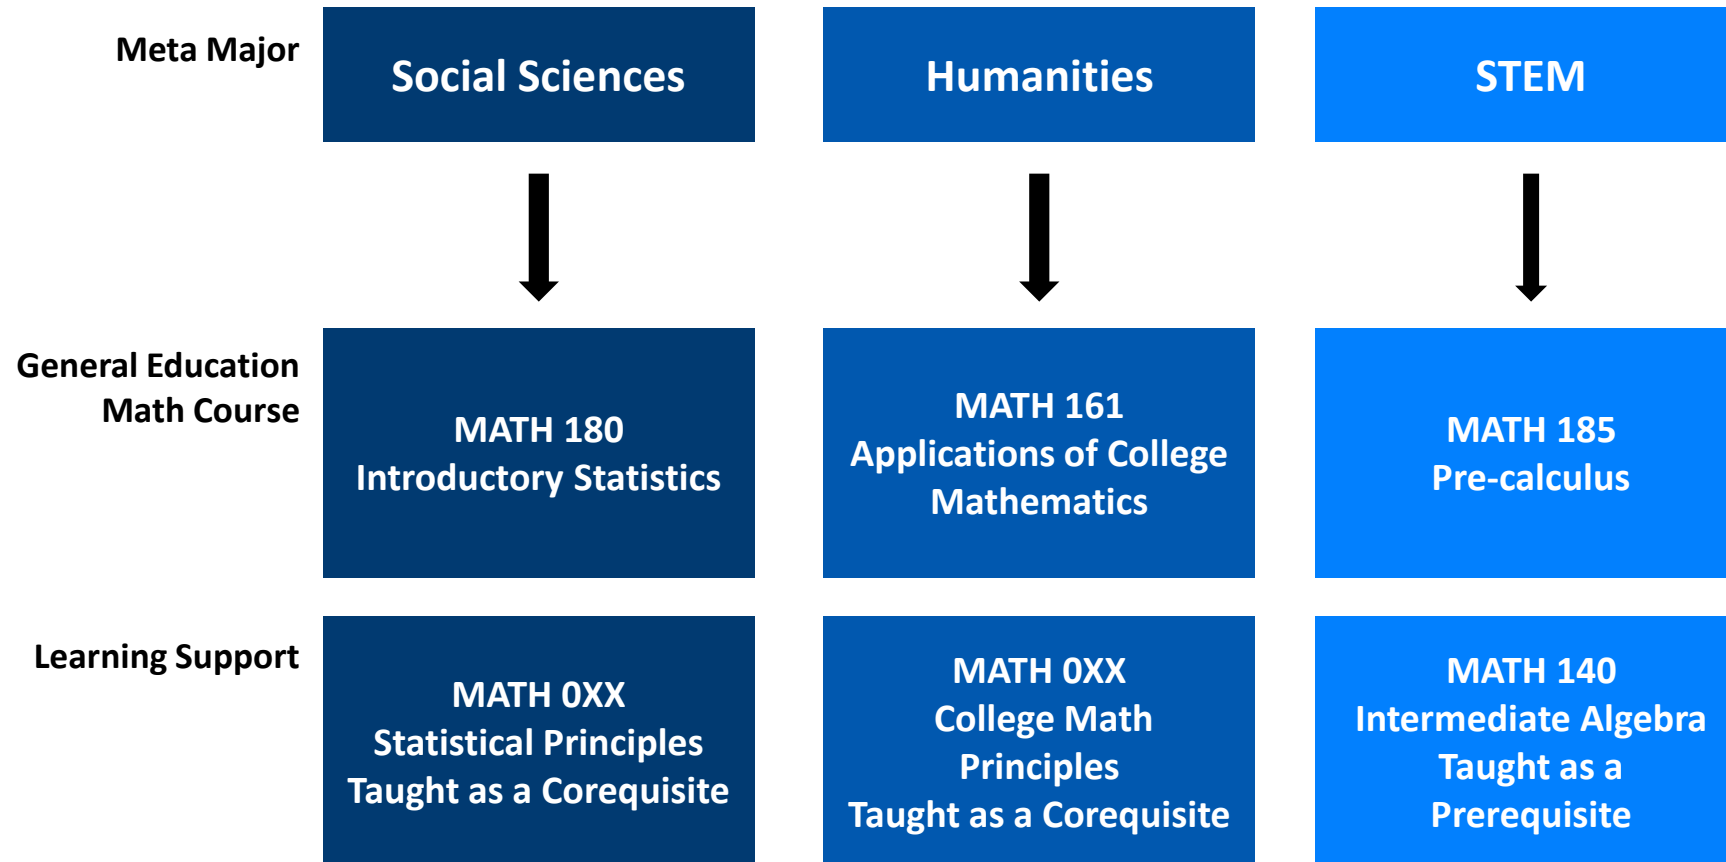 Meta Major
Social Sciences
Humanities
STEM
General Education
Math Course
MATH 180
Introductory Statistics
MATH 161
Applications of College
Mathematics
MATH 185
Pre-calculus
Learning Support
MATH 0XX
Statistical Principles
Taught as a Corequisite
MATH 0XX
College Math
Principles
Taught as a Corequisite
MATH 140
Intermediate Algebra
Taught as a
Prerequisite